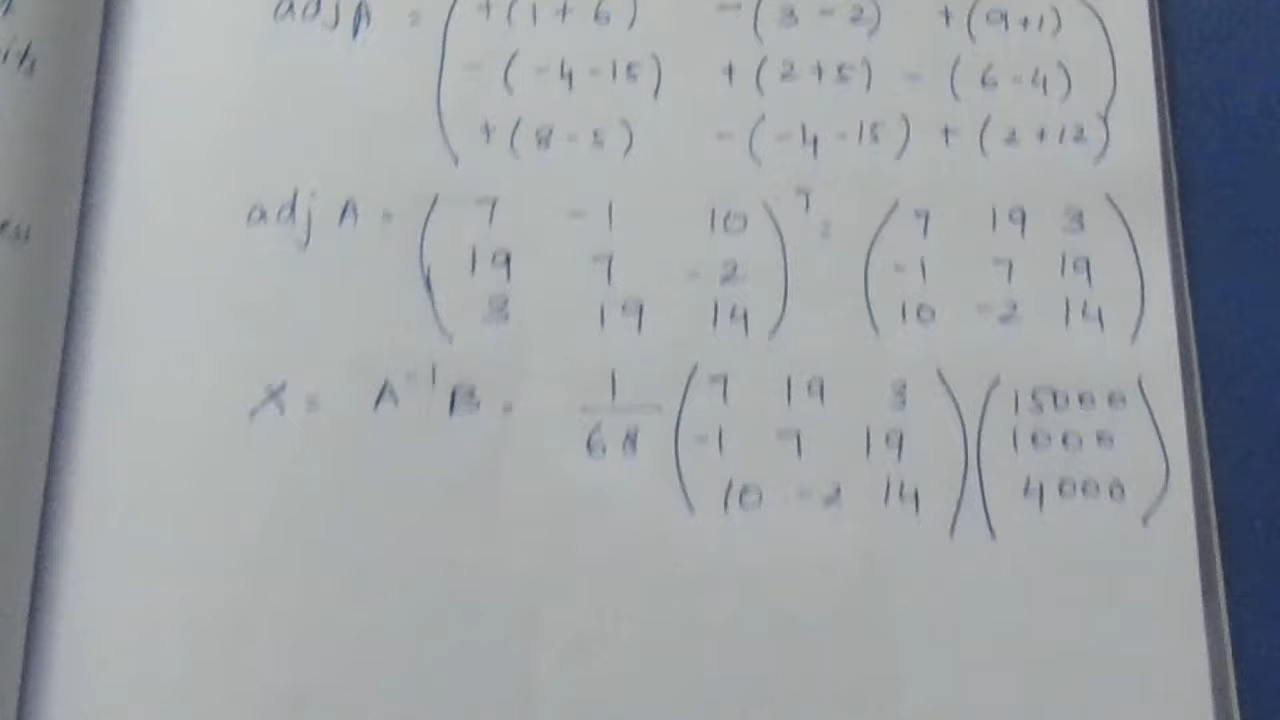 adj A = ( +(1 + 6) -(3 - 2) +(9+1)
- (-4-15) +(2+5) - (6-4)
+(8-5) -(-4-15) + (2+12) )
adj A = ( 7 -1 10 )ᵀ = ( 7 19 3 )
19 7 -2 -1 7 19
3 19 14 10 -2 14
X = A⁻¹B = 1/68 ( 7 19 3 ) ( 15000 )
-1 7 19 1000
10 -2 14 4000